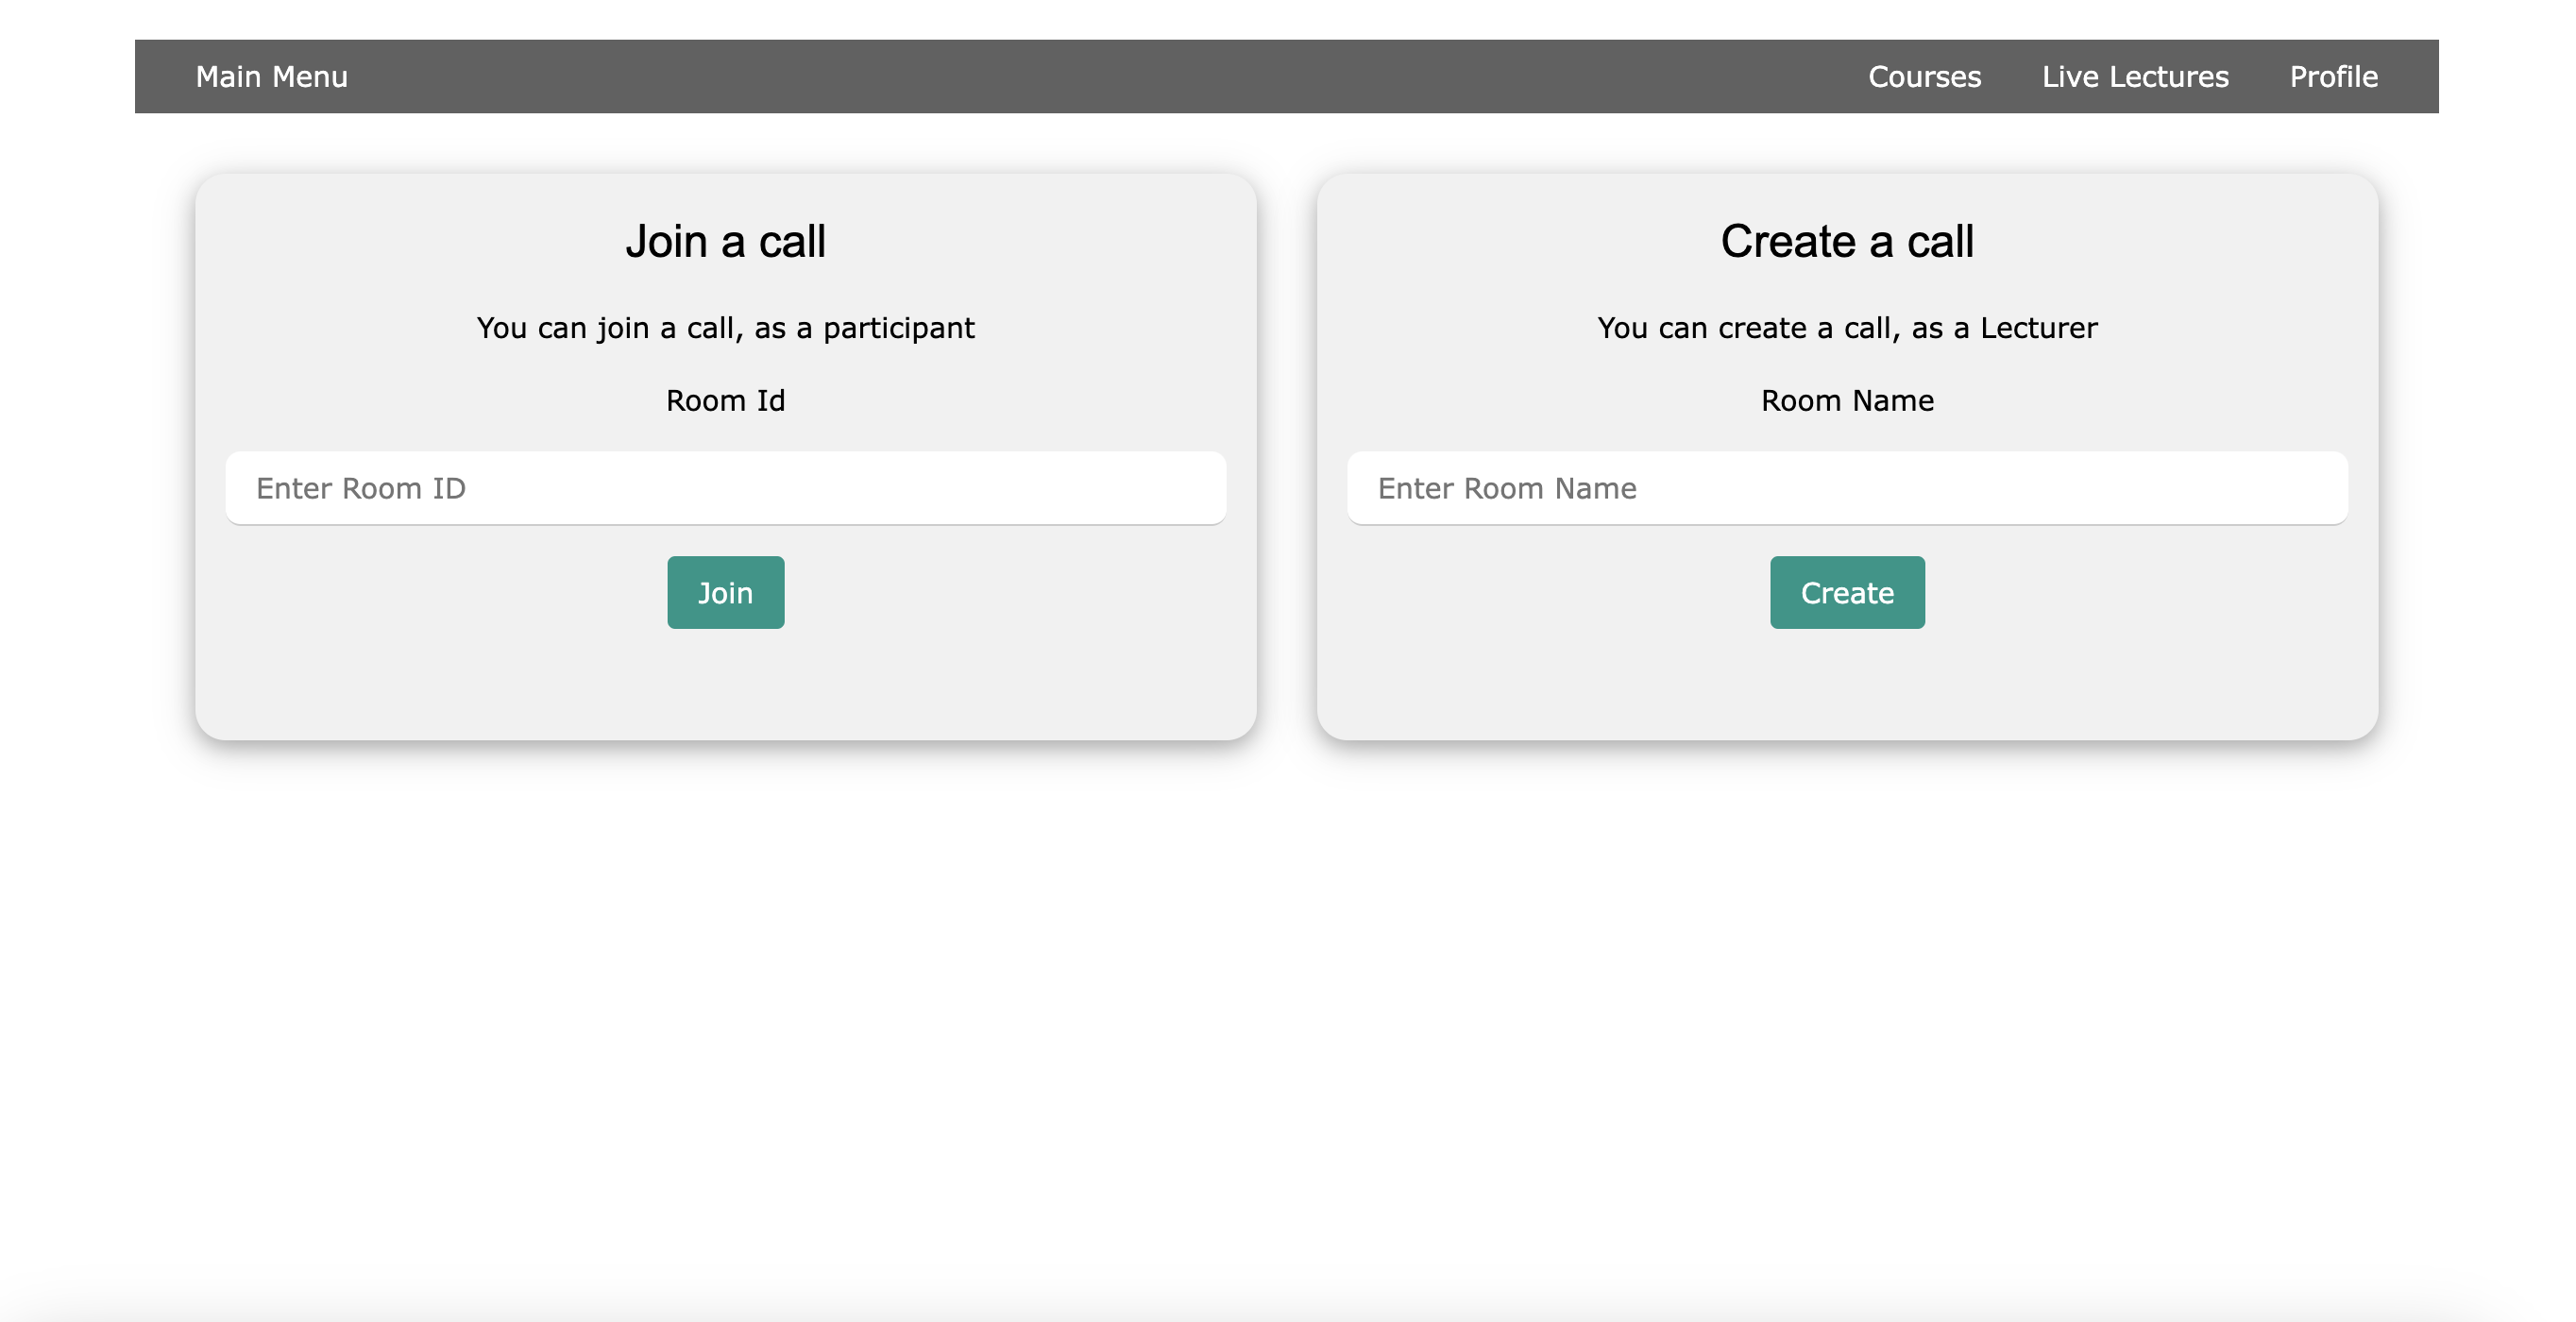 Main Menu Courses Live Lectures Profile
Join a call
You can join a call, as a participant
Room Id
Enter Room ID
Join
Create a call
You can create a call, as a Lecturer
Room Name
Enter Room Name
Create